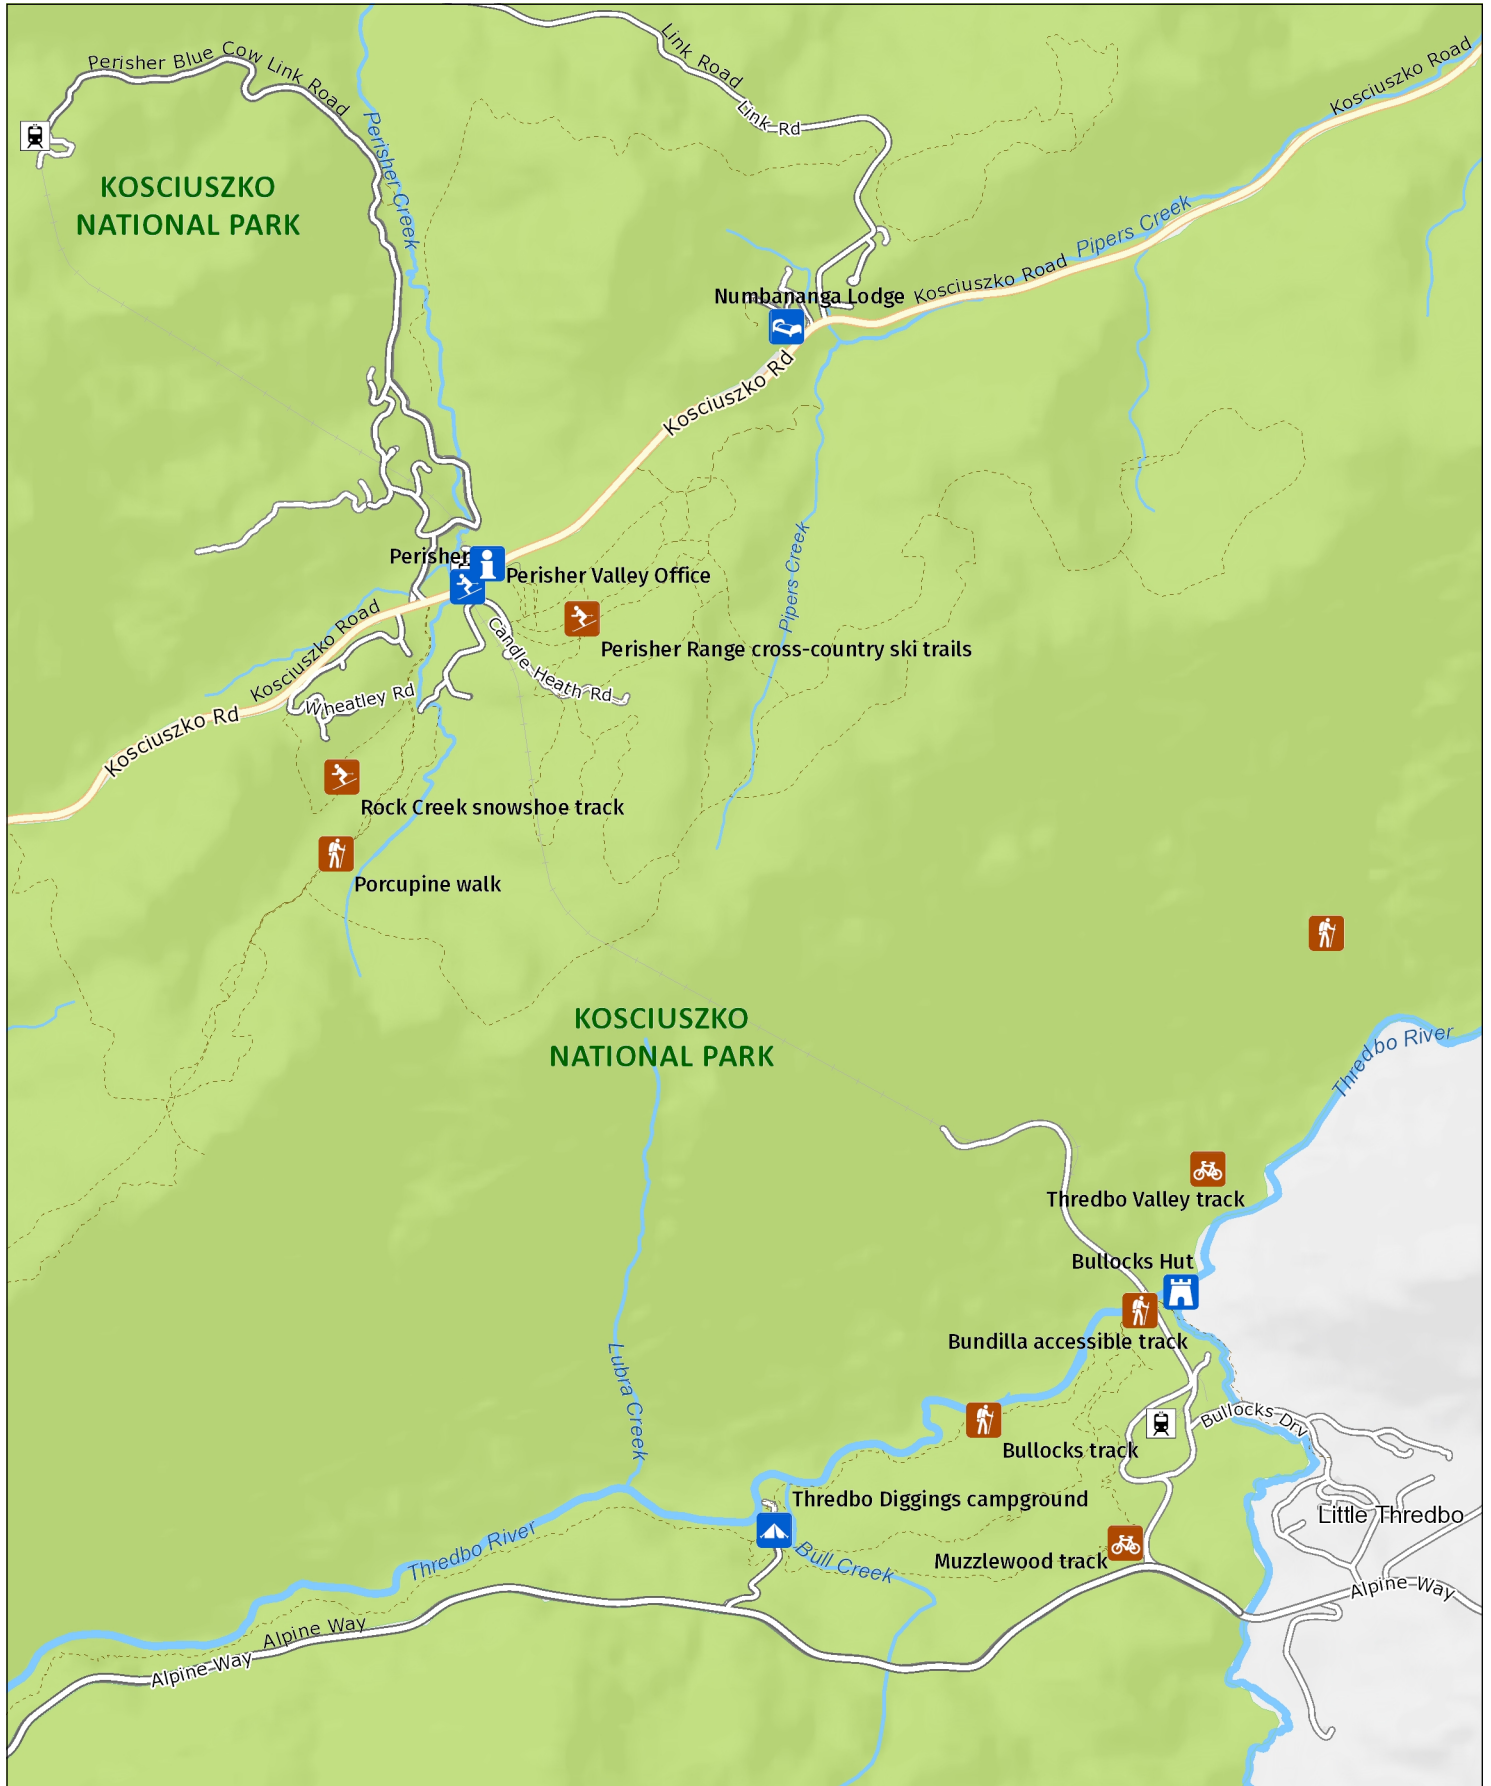 Perisher Blue Cow Link Road
Link Road
Link Rd
Kosciuszko Road
Perisher Creek
KOSCIUSZKO
NATIONAL PARK
Pipers Creek
Kosciuszko Road
Numbananga Lodge
Kosciuszko Rd
Pipers Creek
Perisher
Perisher Valley Office
Kosciuszko Road
Candle Heath Rd
Perisher Range cross-country ski trails
Wheatley Rd
Kosciuszko Rd
Rock Creek snowshoe track
Porcupine walk
KOSCIUSZKO
NATIONAL PARK
Thredbo River
Thredbo Valley track
Bullocks Hut
Bundilla accessible track
Lubra Creek
Bullocks Drv
Bullocks track
Thredbo Diggings campground
Little Thredbo
Thredbo River
Bull Creek
Muzzlewood track
Alpine Way
Alpine Way
Alpine Way